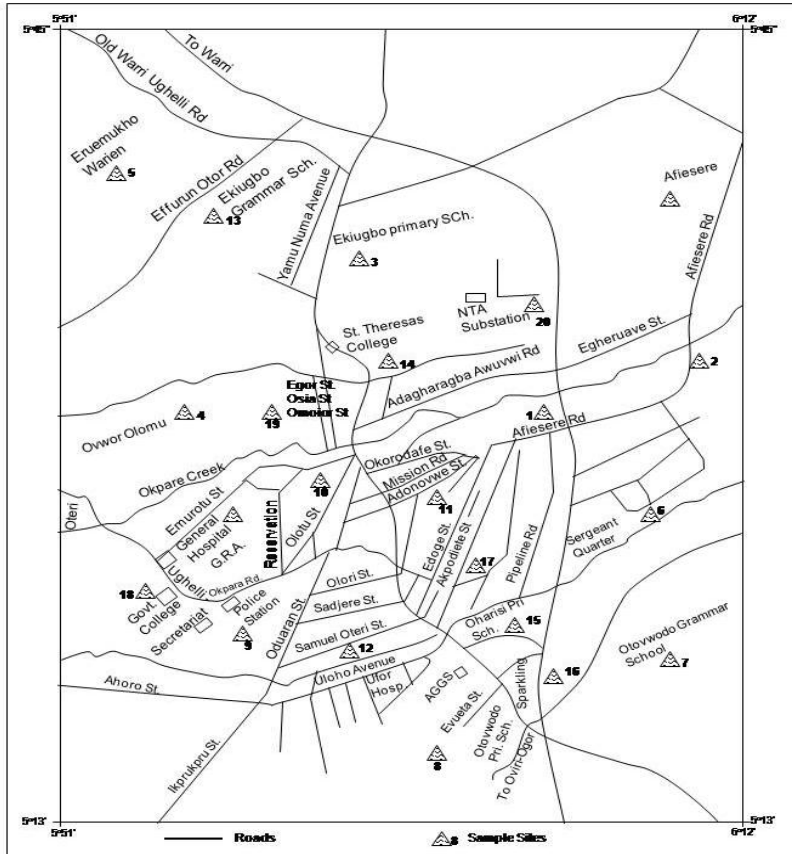 5°51'
6°12'
5°45'
5°45'
To Warri
Old Warri Ughelli Rd
Eruemukho
Warien
5
Effurun Otor Rd
Ekiugbo
Grammar Sch.
13
Yamu Numa Avenue
Afiesere
Afiesere Rd
Ekiugbo primary SCh.
3
NTA
Substation
20
St. Theresas
College
14
Adagharagba Awuvwi Rd
Egheruave St.
2
Egor St.
Osia St
Omoior St
Ovwor Olomu
4
19
1
Afiesere Rd
Okpare Creek
Okorodafe St.
Mission Rd
Adonovwe St.
10
11
Oteri
Emurotu St
General
Hospital
G.R.A.
Reservation
Olotu St
Edoge St.
Akpodiete St
17
Pipeline Rd
Sergeant
Quarter
6
Ughelli
Okpara Rd.
18
Govt.
College
Secretariat
Police
Station
9
Oduaran St.
Olori St.
Sadjere St.
Samuel Oteri St.
12
Uloho Avenue
Ufor
Hosp.
Oharisi Pri
Sch.
15
Sparkling
16
Otovwodo Grammar
School
7
Ahoro St.
AGGS
Evueta St.
Otovwodo
Pri. Sch.
8
To Oviri-Ogor
Ikprukpru St.
5°13'
5°13'
5°51'
6°12'
Roads
8
Sample Sites